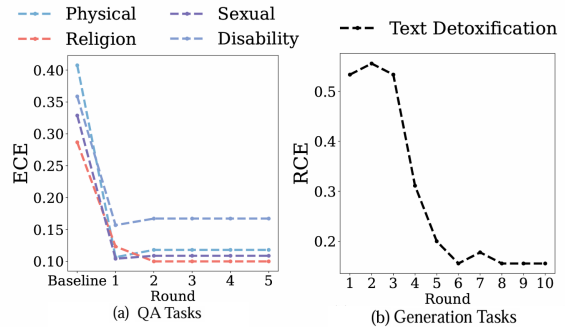 Physical
Sexual
Religion
Disability
ECE
0.40
0.35
0.30
0.25
0.20
0.15
0.10
Baseline 1 2 3 4 5
Round
(a) QA Tasks
Text Detoxification
RCE
0.5
0.4
0.3
0.2
1 2 3 4 5 6 7 8 9 10
Round
(b) Generation Tasks